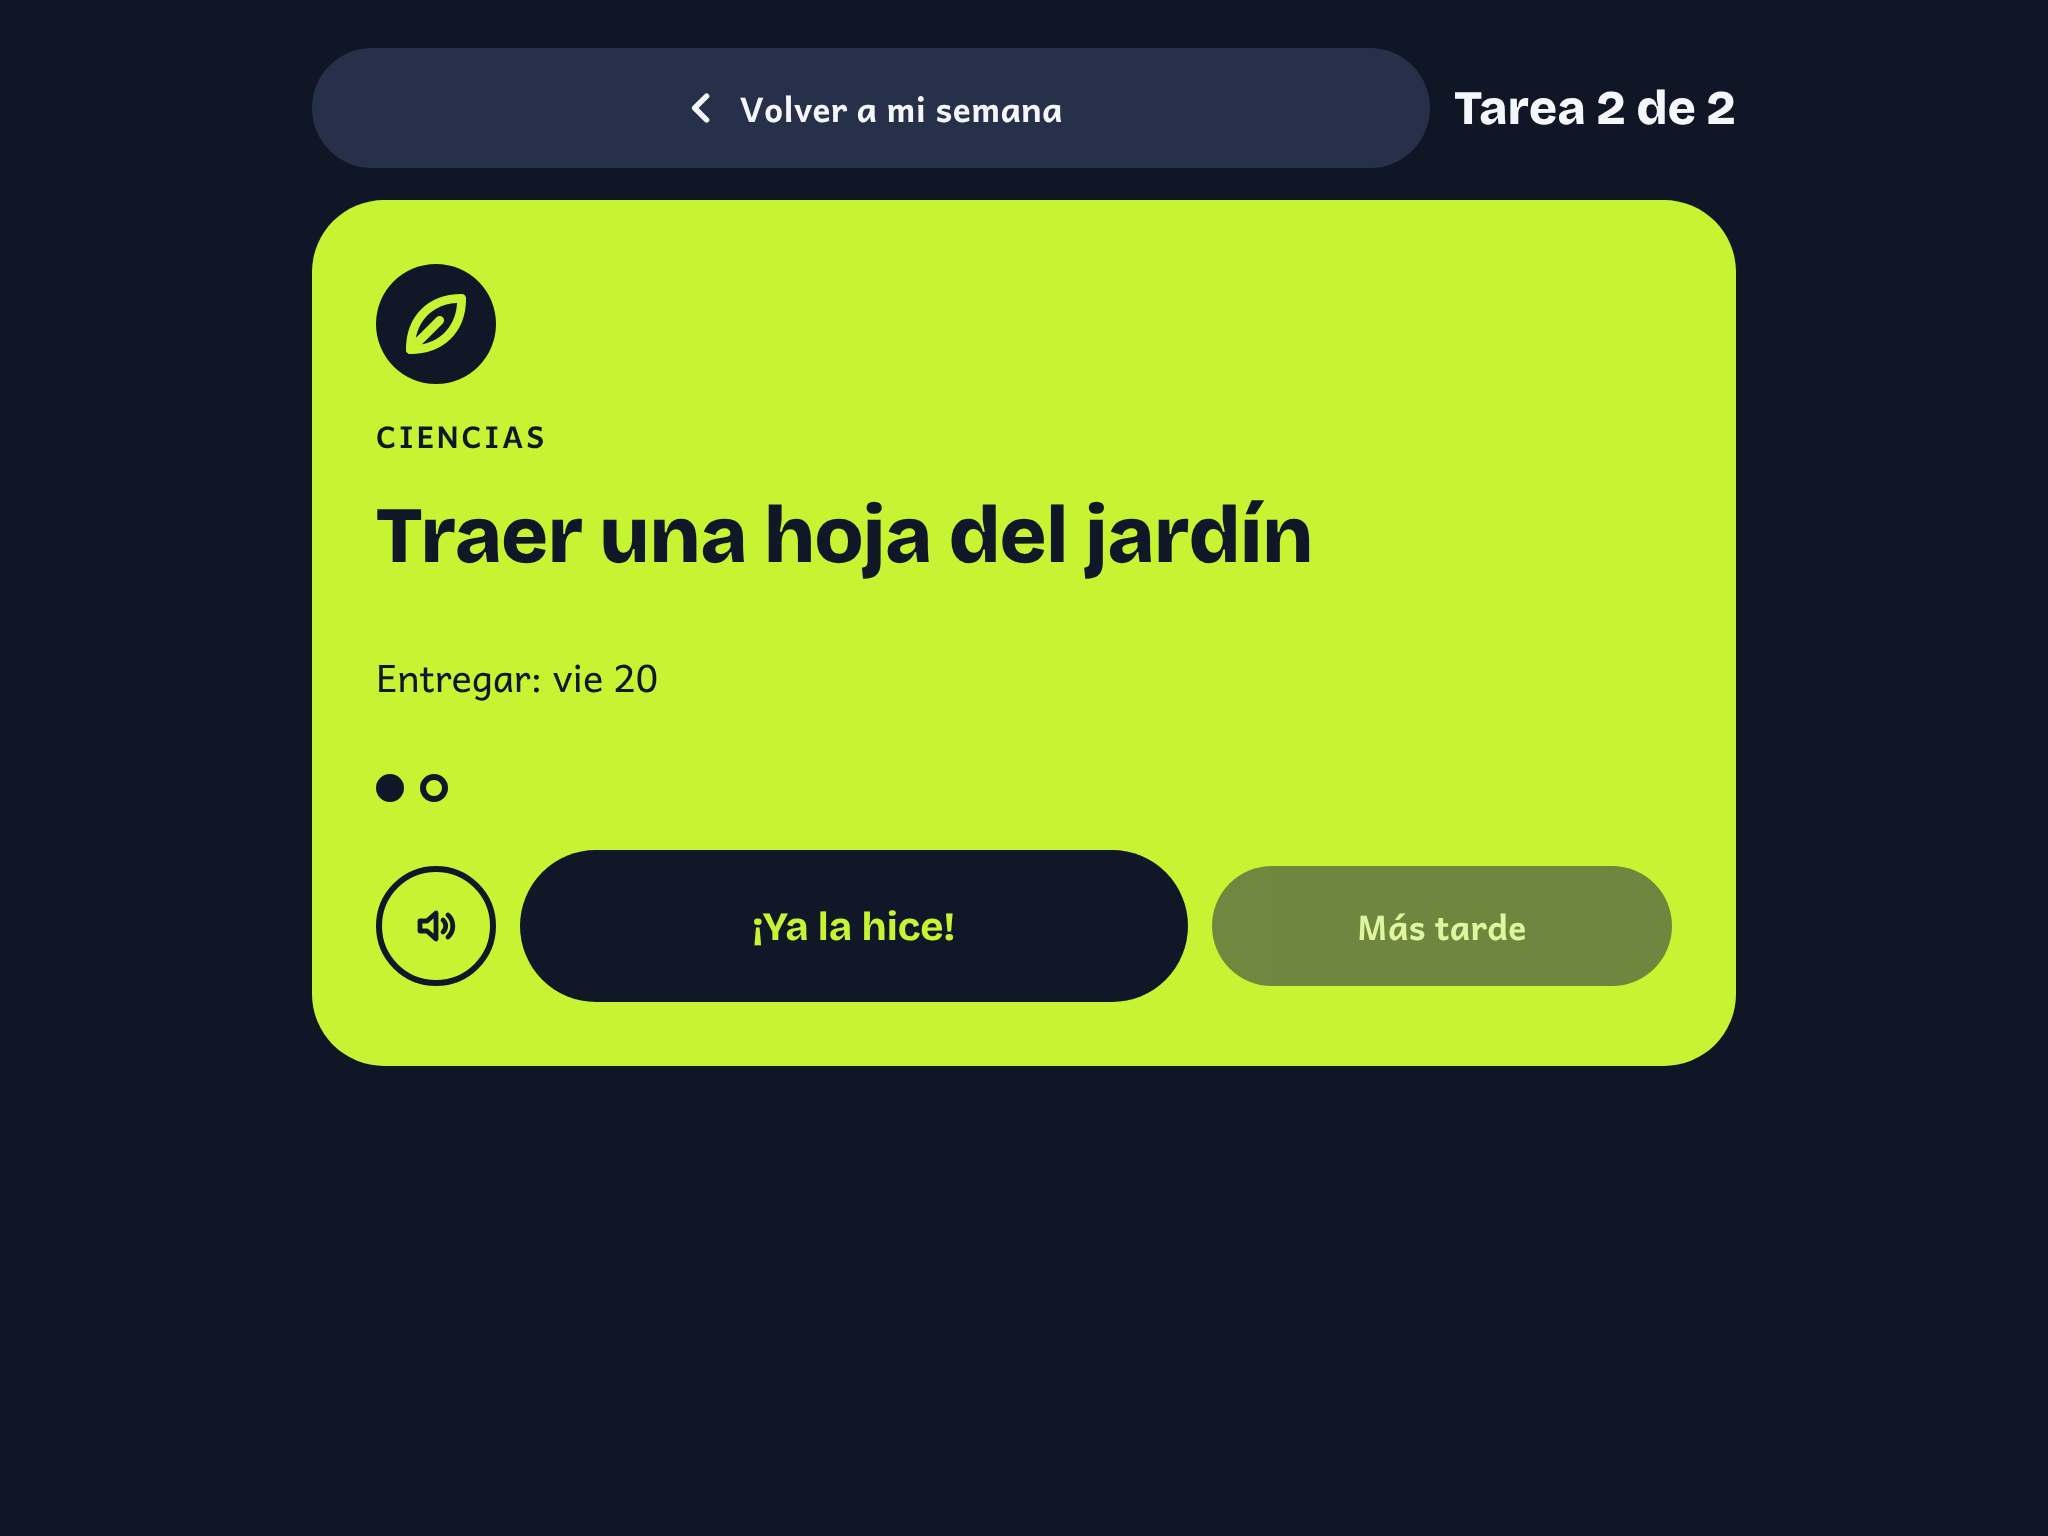 Volver a mi semana
Tarea 2 de 2
CIENCIAS
Traer una hoja del jardín
Entregar: vie 20
¡Ya la hice!
Más tarde